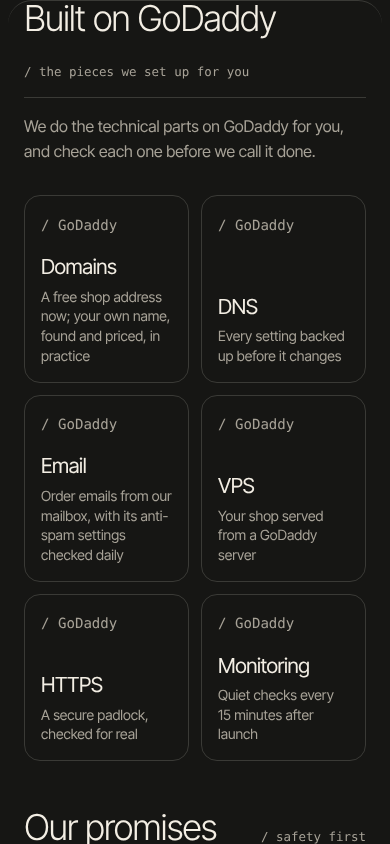 Built on GoDaddy
/ the pieces we set up for you
We do the technical parts on GoDaddy for you,
and check each one before we call it done.
/ GoDaddy
Domains
A free shop address
now; your own name,
found and priced, in
practice
/ GoDaddy
DNS
Every setting backed
up before it changes
/ GoDaddy
Email
Order emails from our
mailbox, with its anti-
spam settings
checked daily
/ GoDaddy
VPS
Your shop served
from a GoDaddy
server
/ GoDaddy
HTTPS
A secure padlock,
checked for real
/ GoDaddy
Monitoring
Quiet checks every
15 minutes after
launch
Our promises
/ safety first